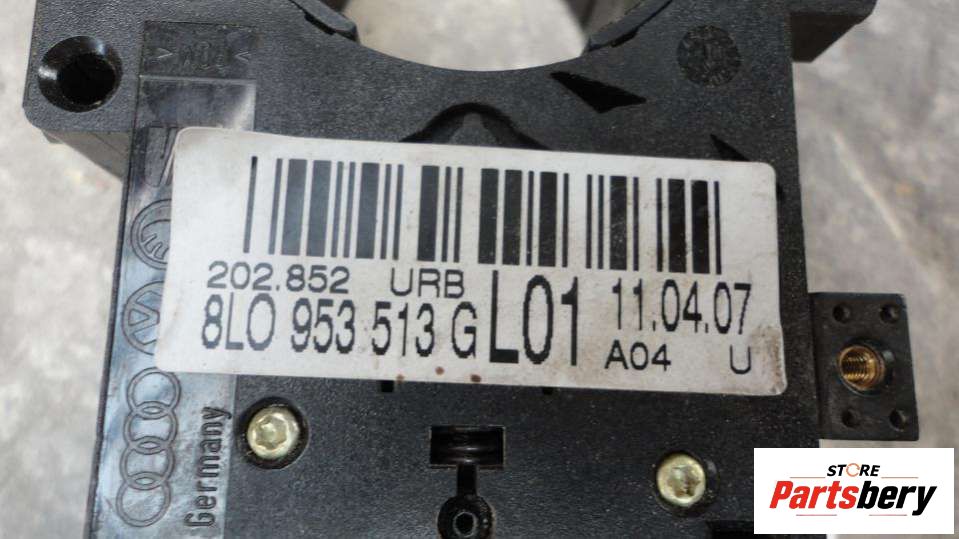 202.852 URB
8L0 953 513 G L01 11.04.07
A04 U
Germany
STORE
Partsbery